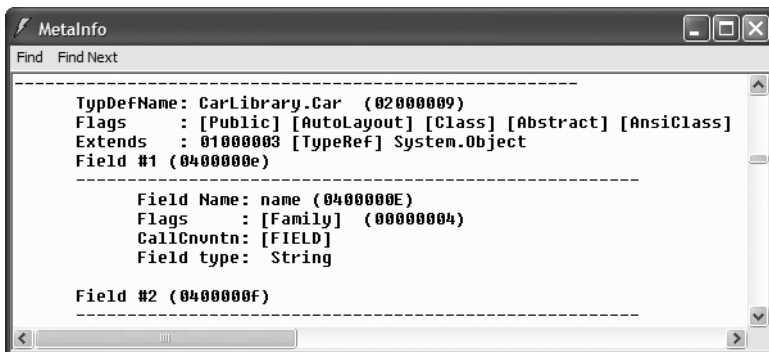 MetaInfo
Find Find Next
-------------------------------------------------------
TypDefName: CarLibrary.Car (02000009)
Flags : [Public] [AutoLayout] [Class] [Abstract] [AnsiClass]
Extends : 01000003 [TypeRef] System.Object
Field #1 (0400000e)
-------------------------------------------------------
Field Name: name (0400000E)
Flags : [Family] (00000004)
CallCnvntn: [FIELD]
Field type: String
Field #2 (0400000f)
-------------------------------------------------------